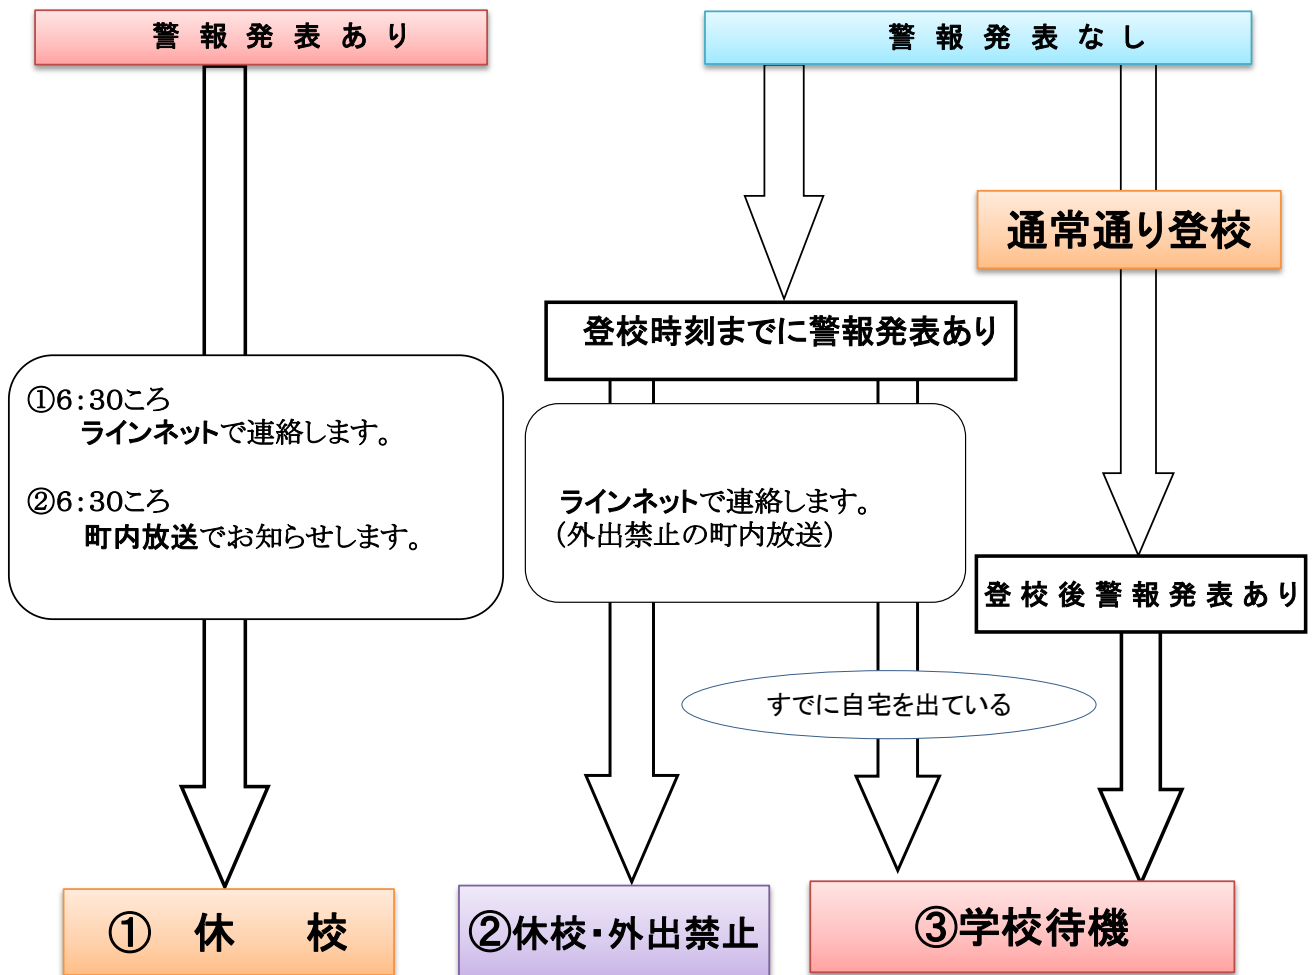 警報発表あり
警報発表なし
通常通り登校
登校時刻までに警報発表あり
①6:30ころ
ラインネットで連絡します。
②6:30ころ
町内放送でお知らせします。
ラインネットで連絡します。
(外出禁止の町内放送)
登校後警報発表あり
すでに自宅を出ている
①　休　校
②休校・外出禁止
③学校待機